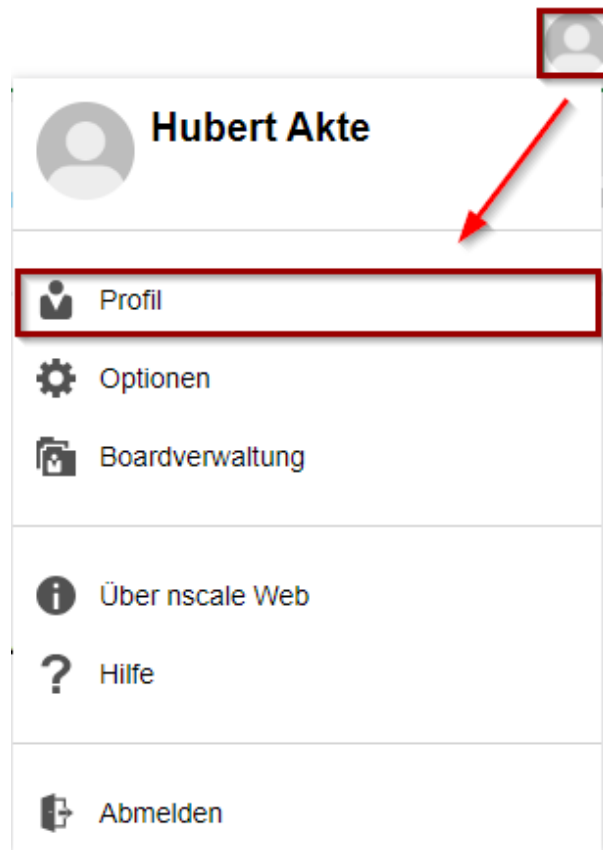 Hubert Akte
Profil
Optionen
Boardverwaltung
Über nscale Web
Hilfe
Abmelden